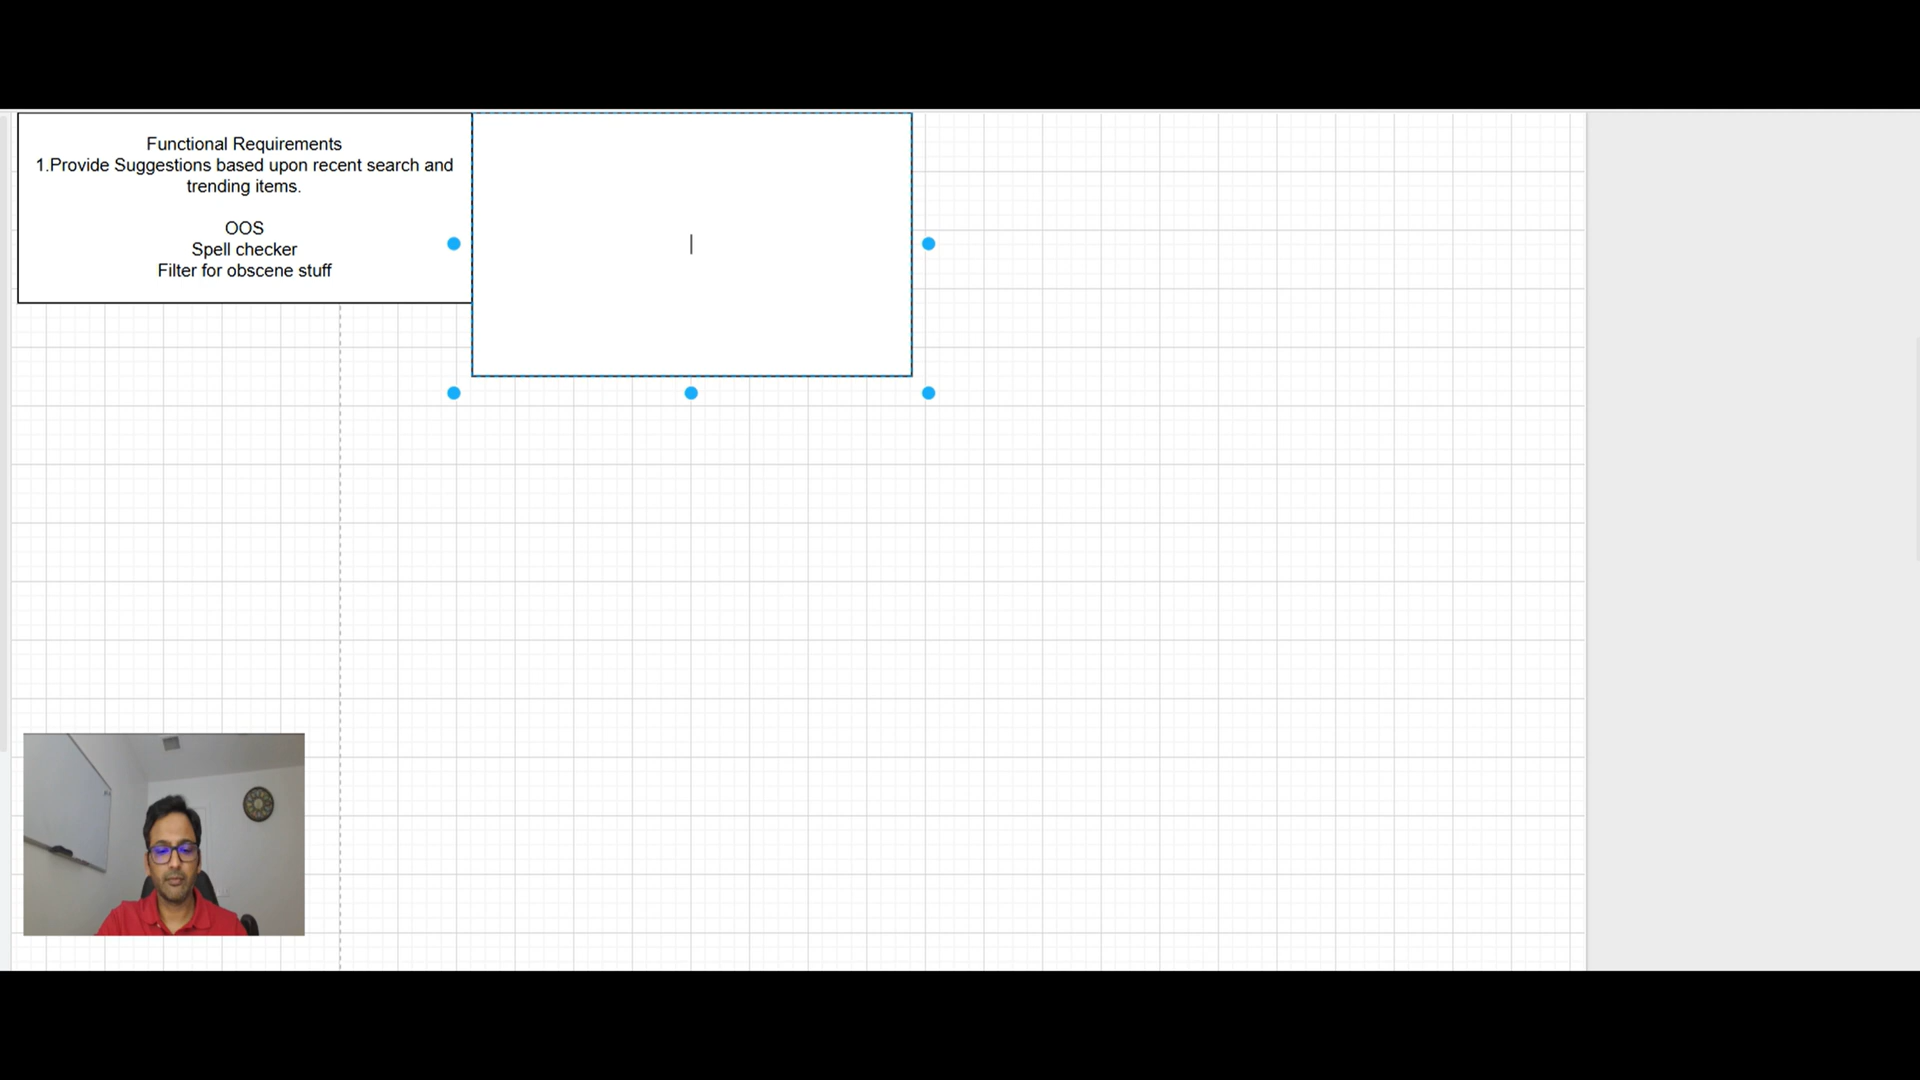 Functional Requirements
1.Provide Suggestions based upon recent search and
trending items.
OOS
Spell checker
Filter for obscene stuff